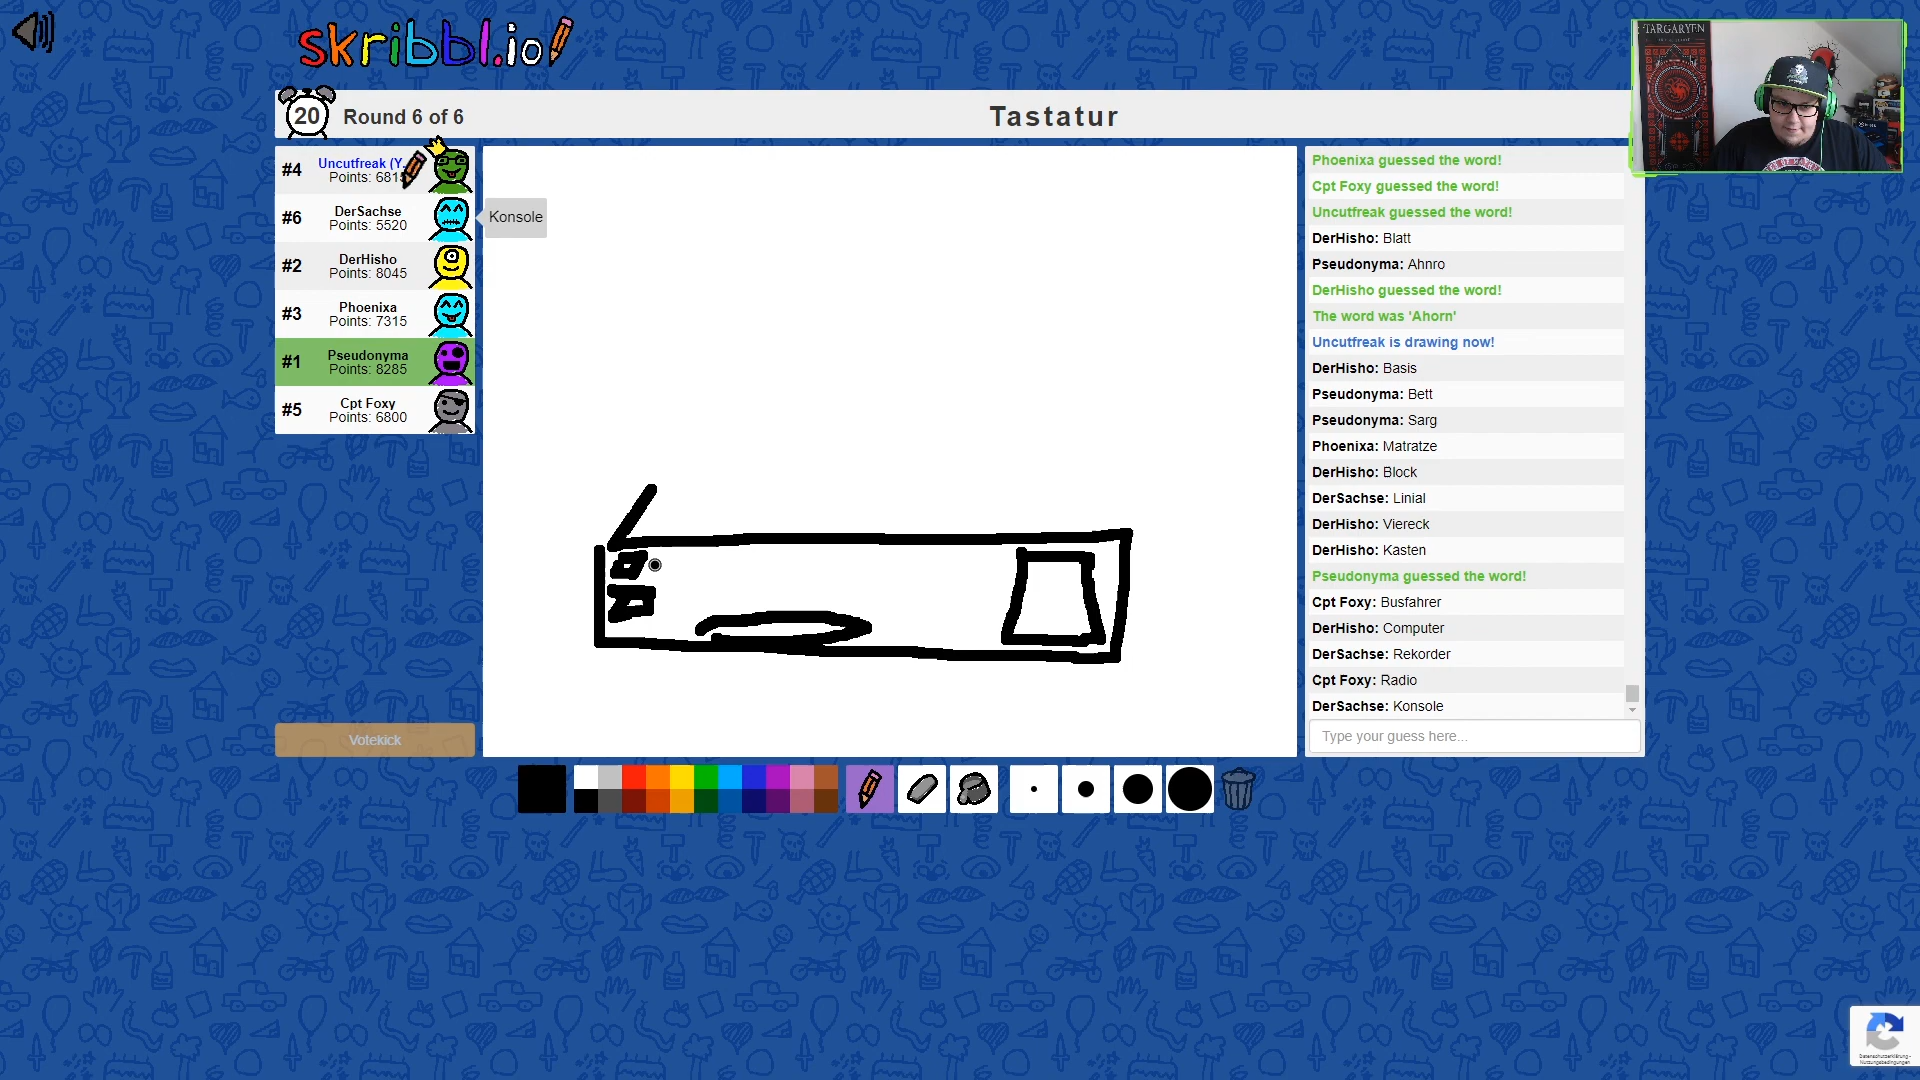 skribbl.io
TARGARYEN
20
Round 6 of 6
Tastatur
#4
Uncutfreak (Y
Points: 6815
#6
DerSachse
Points: 5520
Konsole
#2
DerHisho
Points: 8045
#3
Phoenixa
Points: 7315
#1
Pseudonyma
Points: 8285
#5
Cpt Foxy
Points: 6800
Votekick
Phoenixa guessed the word!
Cpt Foxy guessed the word!
Uncutfreak guessed the word!
DerHisho: Blatt
Pseudonyma: Ahnro
DerHisho guessed the word!
The word was 'Ahorn'
Uncutfreak is drawing now!
DerHisho: Basis
Pseudonyma: Bett
Pseudonyma: Sarg
Phoenixa: Matratze
DerHisho: Block
DerSachse: Linial
DerHisho: Viereck
DerHisho: Kasten
Pseudonyma guessed the word!
Cpt Foxy: Busfahrer
DerHisho: Computer
DerSachse: Rekorder
Cpt Foxy: Radio
DerSachse: Konsole
Type your guess here...
Datenschutzerklärung -
Nutzungsbedingungen